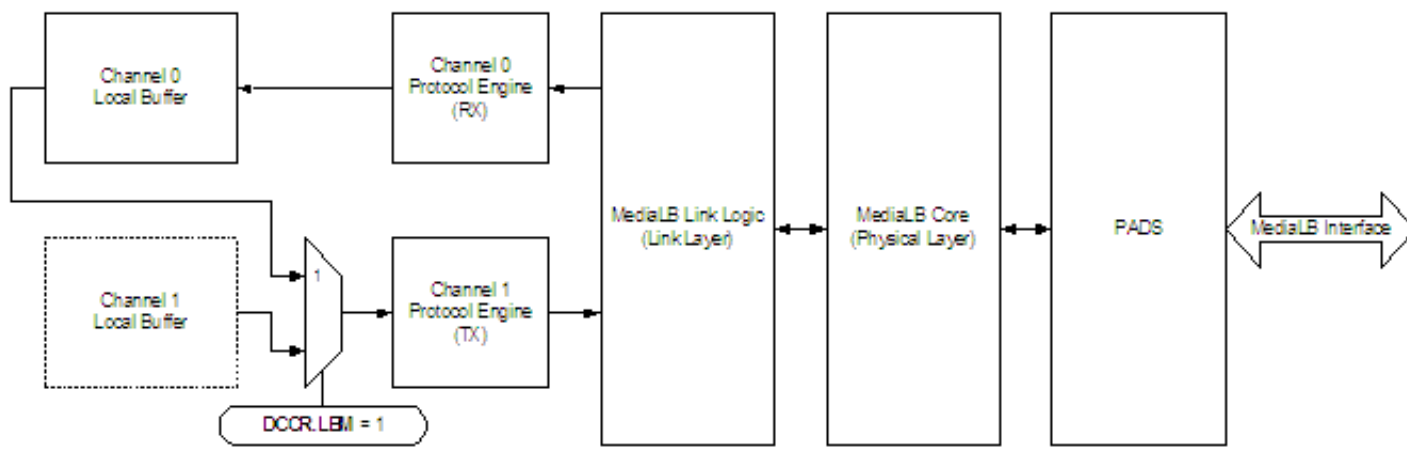 Channel 0
Local Buffer
Channel 0
Protocol Engine
(RX)
MediaLB Link Logic
(Link Layer)
MediaLB Core
(Physical Layer)
PADS
MediaLB Interface
Channel 1
Local Buffer
1
Channel 1
Protocol Engine
(TX)
DCCR.LBM = 1